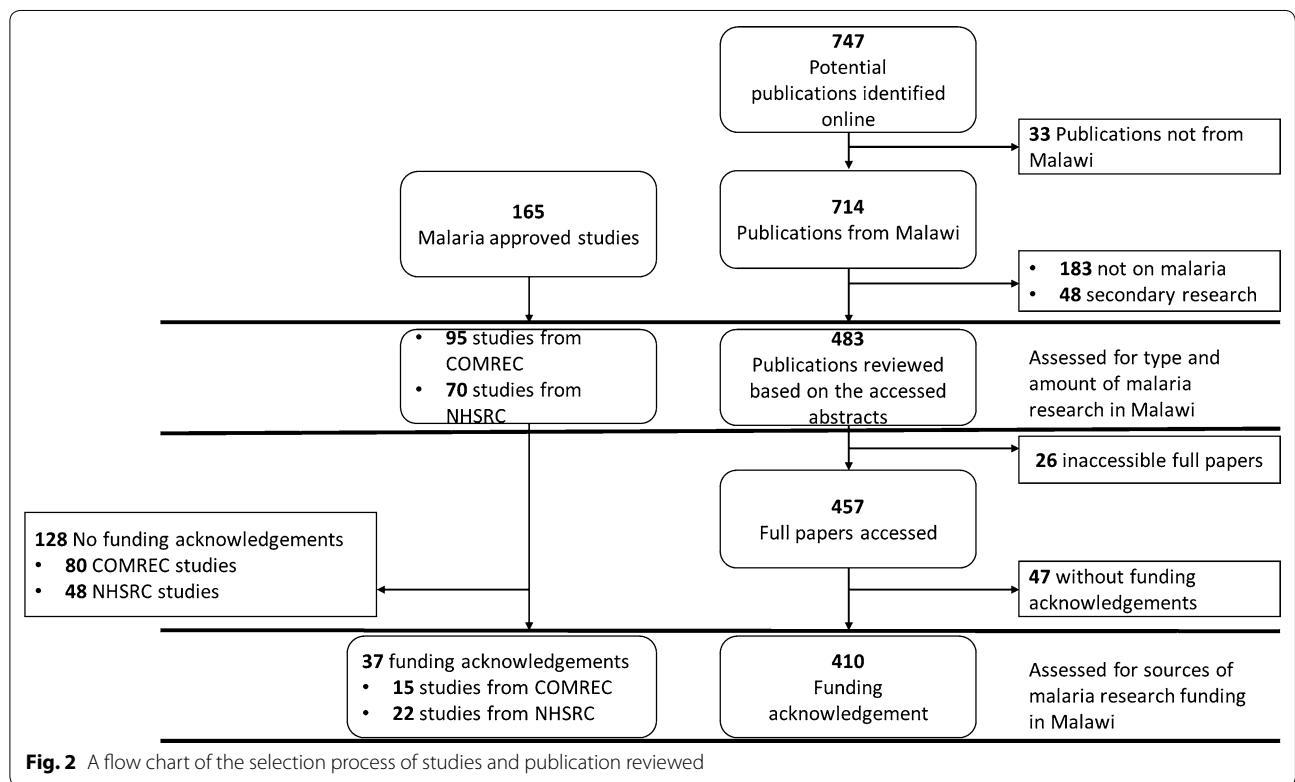 747
Potential
publications identified
online
33 Publications not from
Malawi
165
Malaria approved studies
714
Publications from Malawi
• 183 not on malaria
• 48 secondary research
• 95 studies from
COMREC
• 70 studies from
NHSRC
483
Publications reviewed
based on the accessed
abstracts
Assessed for type and
amount of malaria
research in Malawi
26 inaccessible full papers
457
Full papers accessed
128 No funding acknowledgements
• 80 COMREC studies
• 48 NHSRC studies
47 without funding
acknowledgements
37 funding acknowledgements
• 15 studies from COMREC
• 22 studies from NHSRC
410
Funding
acknowledgement
Assessed for sources of
malaria research funding
in Malawi
Fig. 2 A flow chart of the selection process of studies and publication reviewed